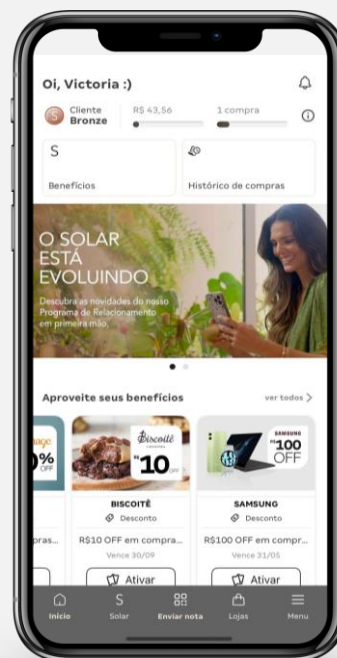 Oi, Victoria :)
Cliente
Bronze
R$ 43,56
1 compra
S
Benefícios
Histórico de compras
O SOLAR
ESTÁ
EVOLUINDO
Descubra as novidades do nosso
Programa de Relacionamento
em primeira mão.
Aproveite seus benefícios
ver todos
%
OFF
Biscoitê
R$10 OFF
SAMSUNG
R$100
OFF
BISCOITÊ
SAMSUNG
Desconto
Desconto
R$10 OFF em compra...
R$100 OFF em compr...
Vence 30/09
Vence 31/05
Ativar
Ativar
S
Início
Solar
Enviar nota
Lojas
Menu